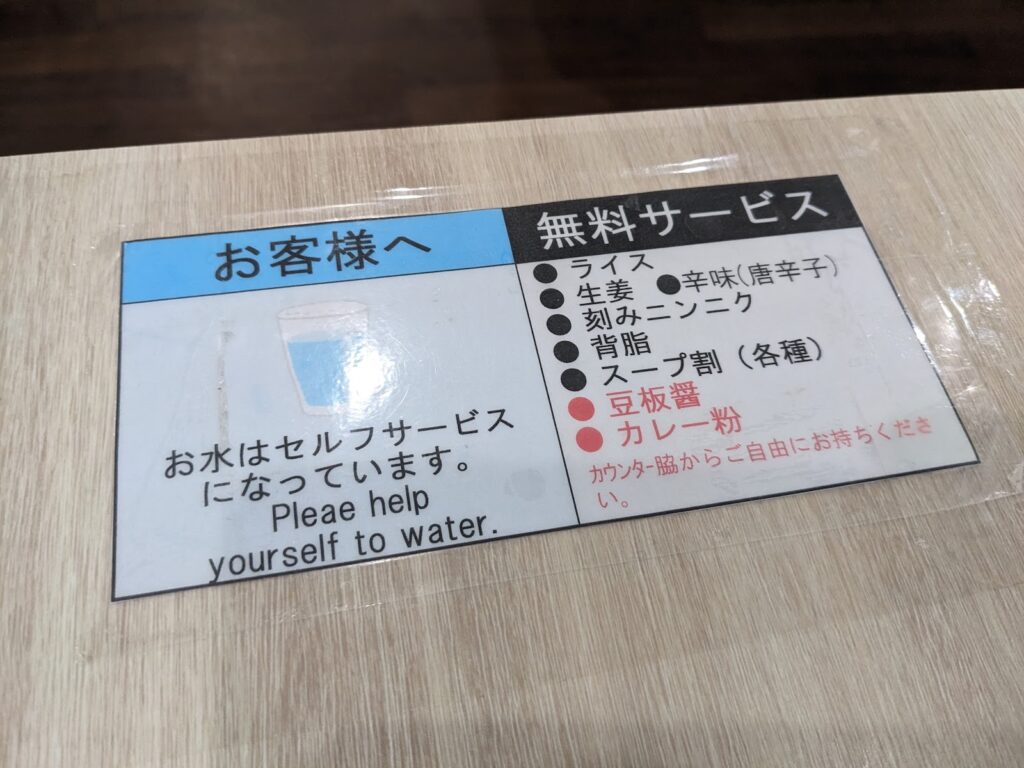 お客様へ
お水はセルフサービス
になっています。
Pleae help
yourself to water.
無料サービス
●ライス
●生姜 ●辛味(唐辛子)
●刻みニンニク
●背脂
●スープ割（各種）
●豆板醤
●カレー粉
カウンター脇からご自由にお持ちくださ
い。